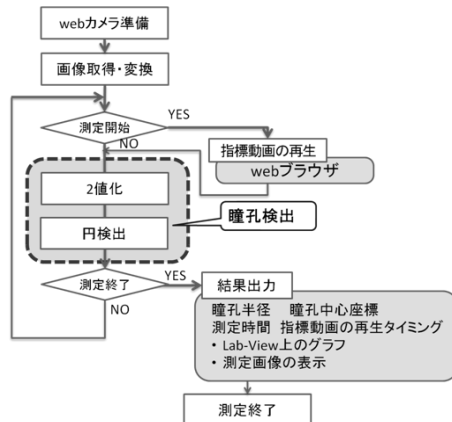 webカメラ準備
画像取得・変換
測定開始
YES
NO
指標動画の再生
webブラウザ
2値化
円検出
瞳孔検出
測定終了
YES
NO
結果出力
瞳孔半径 瞳孔中心座標
測定時間 指標動画の再生タイミング
・Lab-View上のグラフ
・測定画像の表示
測定終了